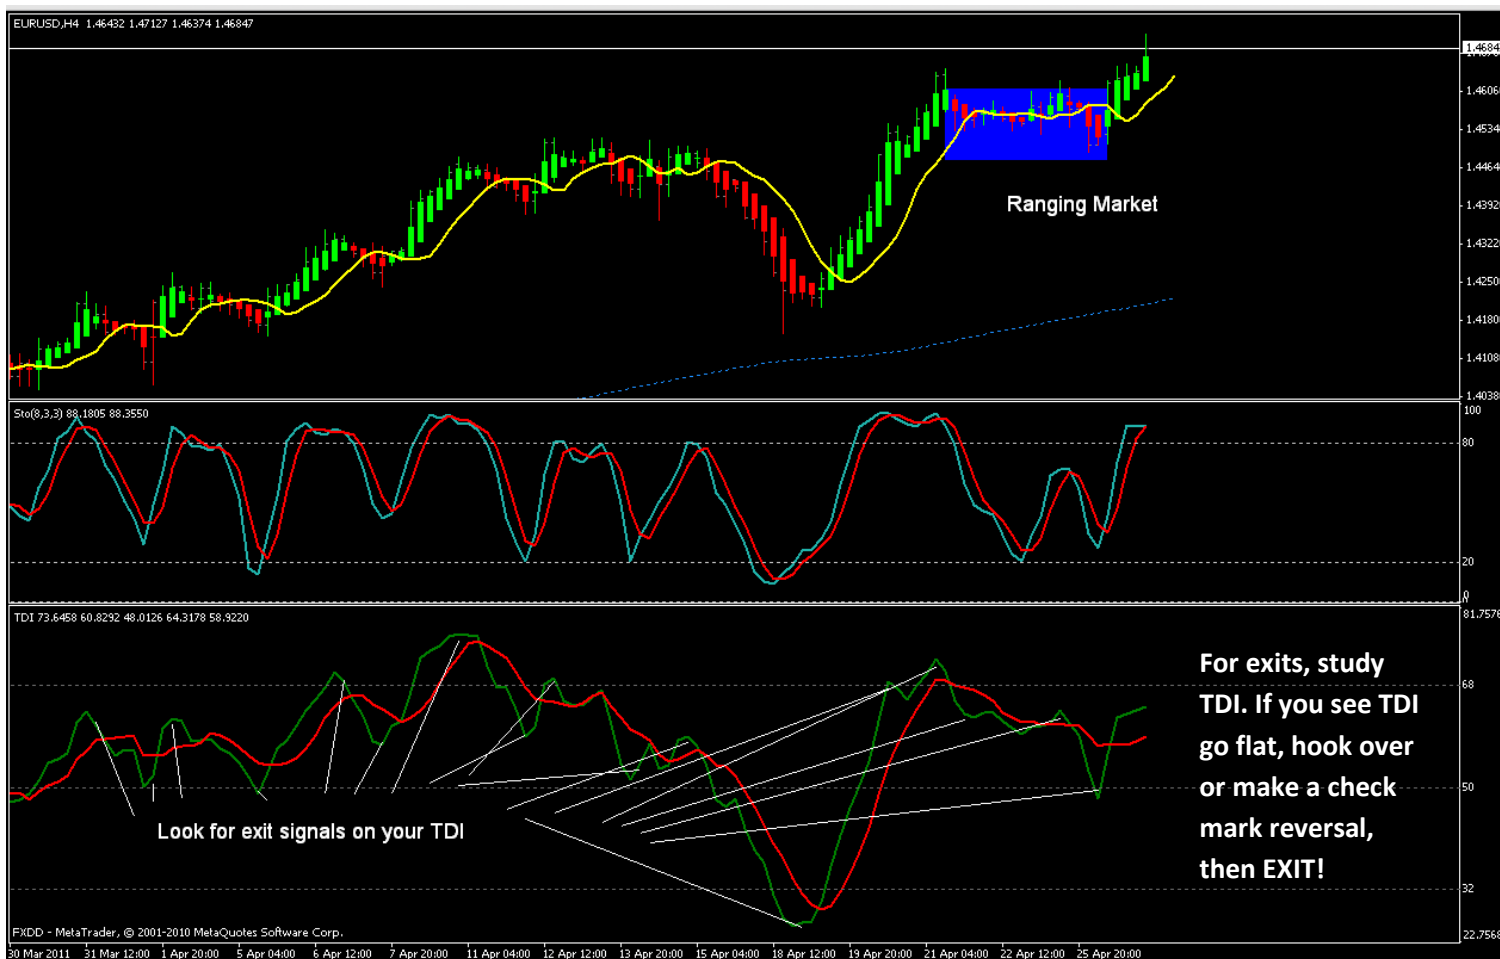 EURUSD,H4 1.46432 1.47127 1.46374 1.46847
1.4684
1.4606
1.4534
1.4464
1.4392
1.4322
1.4250
1.4180
1.4108
1.4038
Ranging Market
Sto(8,3,3) 88.1805 88.3550
100
80
20
0
TDI 73.6458 60.8292 48.0126 64.3178 58.9220
81.7576
68
50
32
22.7568
For exits, study
TDI. If you see TDI
go flat, hook over
or make a check
mark reversal,
then EXIT!
Look for exit signals on your TDI
FXDD - MetaTrader, © 2001-2010 MetaQuotes Software Corp.
30 Mar 2011 31 Mar 12:00 1 Apr 20:00 5 Apr 04:00 6 Apr 12:00 7 Apr 20:00 11 Apr 04:00 12 Apr 12:00 13 Apr 20:00 15 Apr 04:00 18 Apr 12:00 19 Apr 20:00 21 Apr 04:00 22 Apr 12:00 25 Apr 20:00